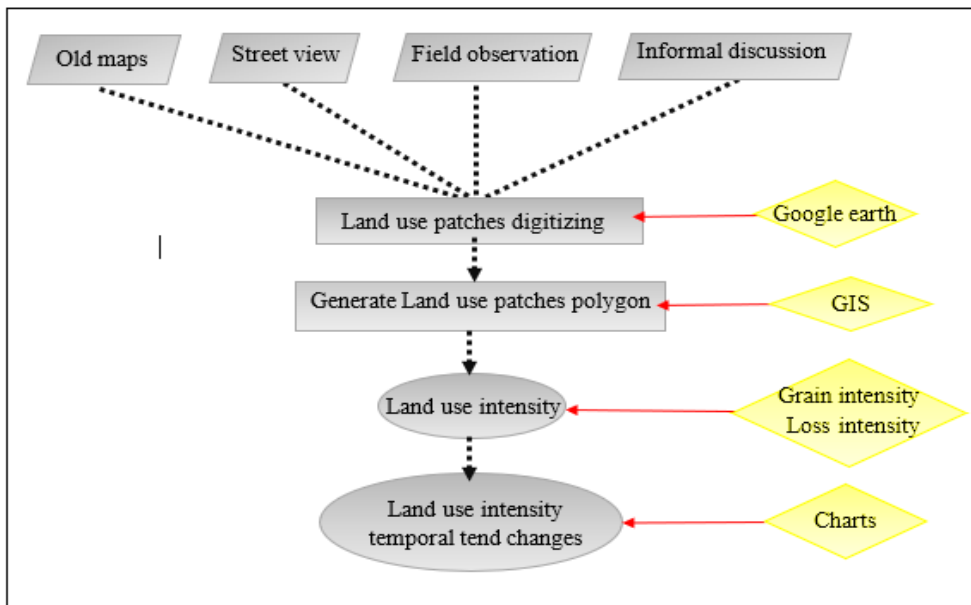 Old maps
Street view
Field observation
Informal discussion
Land use patches digitizing
Google earth
Generate Land use patches polygon
GIS
Land use intensity
Grain intensity
Loss intensity
Land use intensity
temporal tend changes
Charts